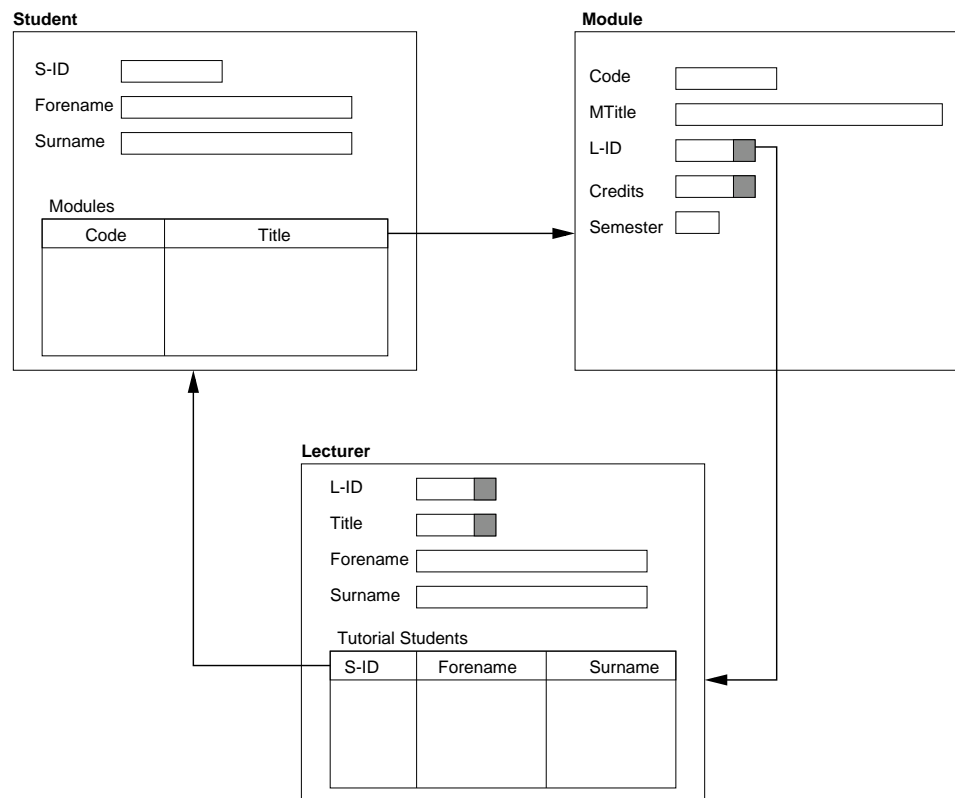 Student
S-ID
Forename
Surname
Modules
Code Title
Module
Code
MTitle
L-ID
Credits
Semester
Lecturer
L-ID
Title
Forename
Surname
Tutorial Students
S-ID Forename Surname